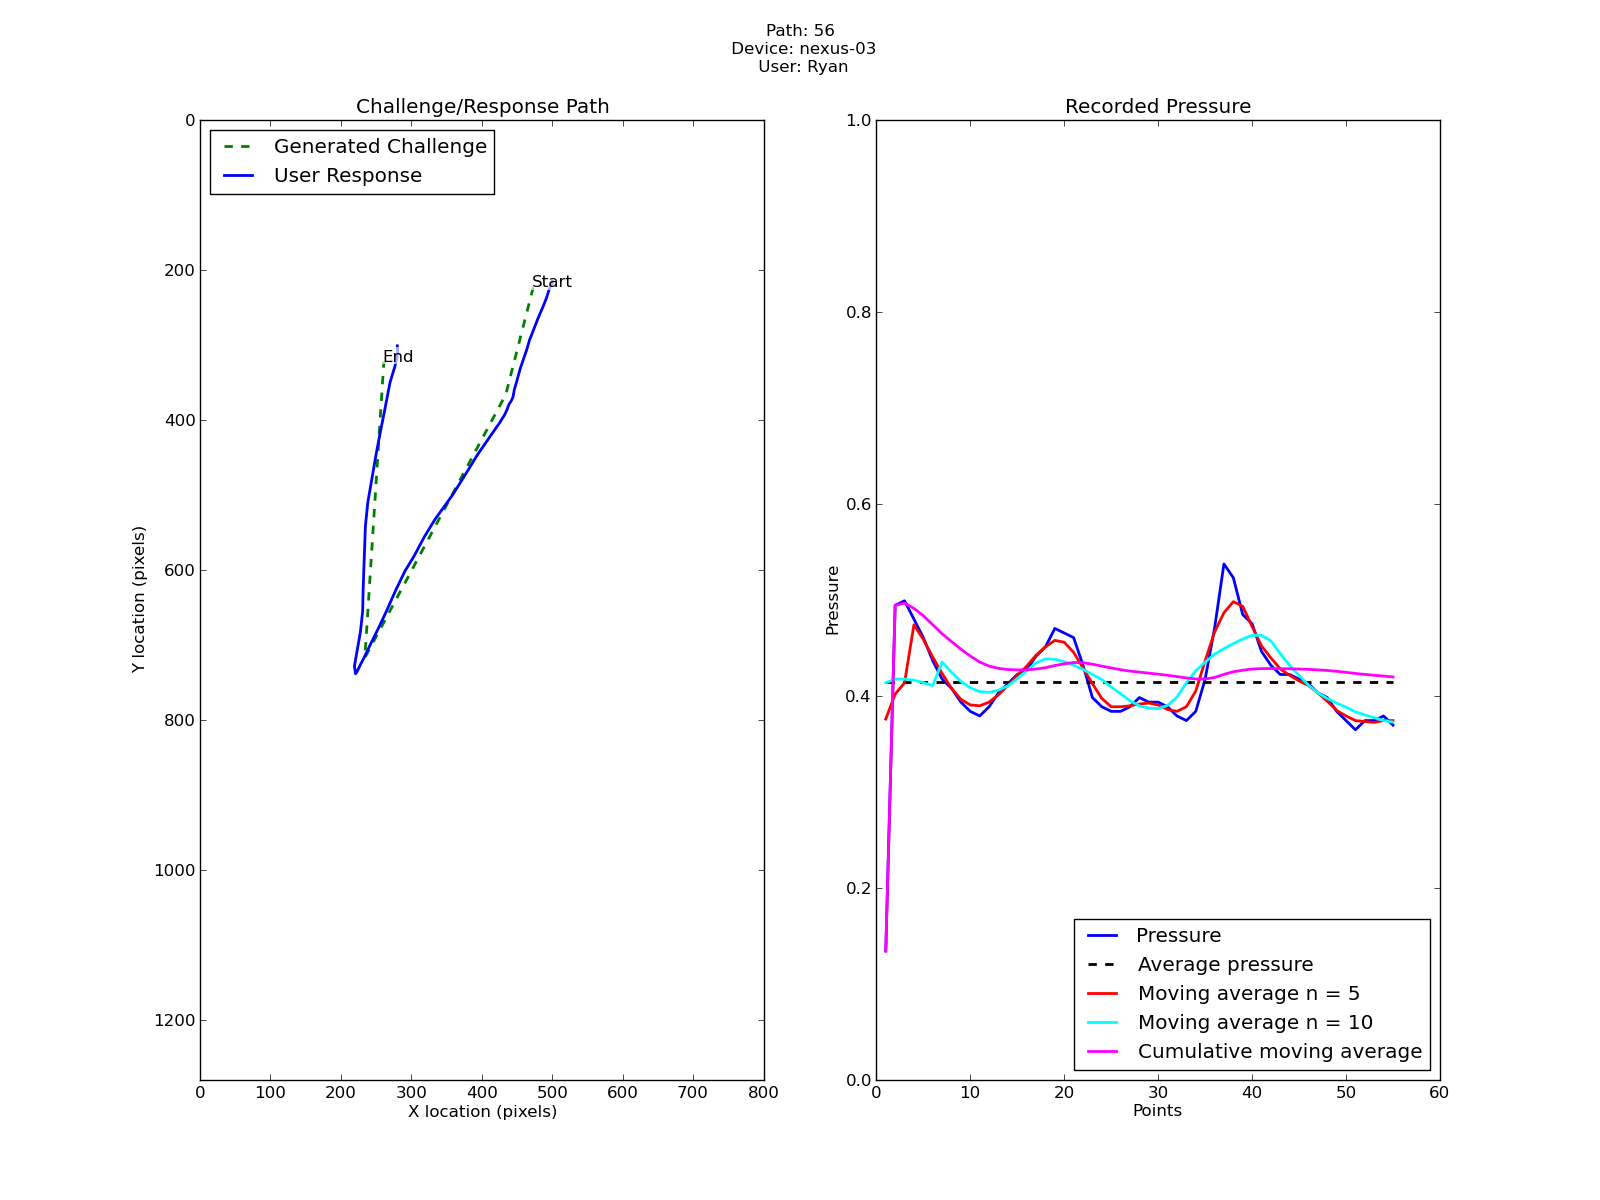 Path: 56
Device: nexus-03
User: Ryan
Challenge/Response Path
Generated Challenge
User Response
Start
End
0
200
400
600
800
1000
1200
Y location (pixels)
0 100 200 300 400 500 600 700 800
X location (pixels)
Recorded Pressure
1.0
0.8
0.6
0.4
0.2
0.0
Pressure
Pressure
Average pressure
Moving average n = 5
Moving average n = 10
Cumulative moving average
0 10 20 30 40 50 60
Points